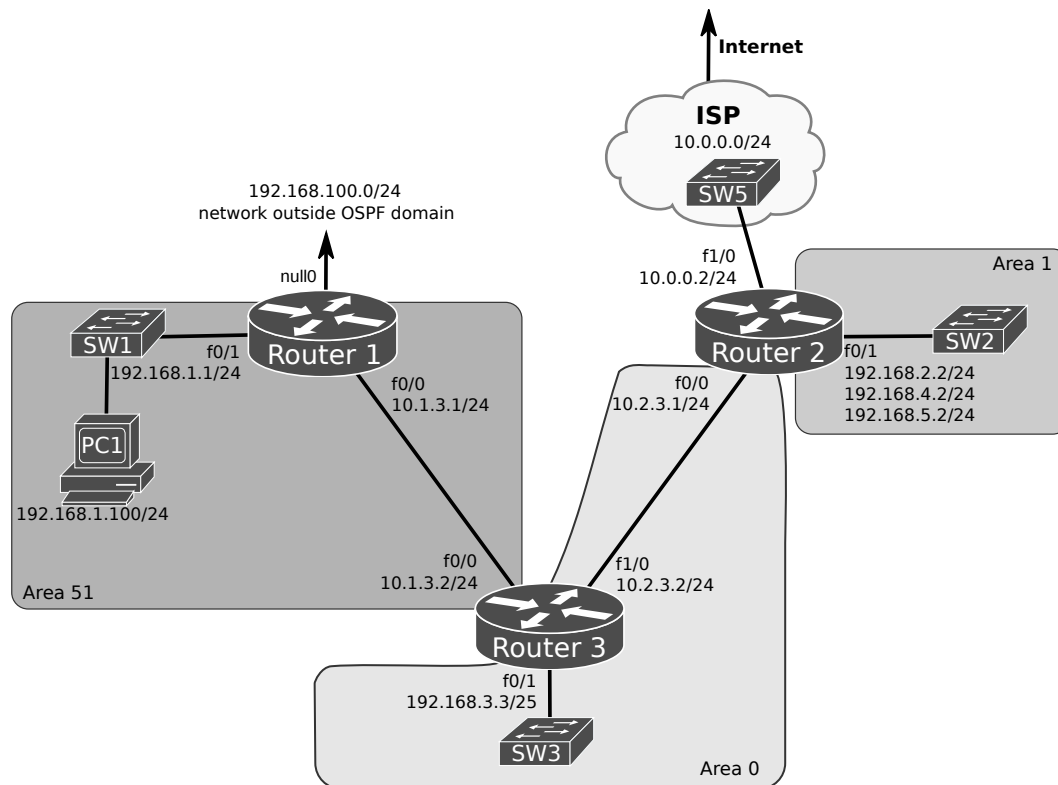 Internet
ISP
10.0.0.0/24
SW5
192.168.100.0/24
network outside OSPF domain
null0
f1/0
10.0.0.2/24
Area 1
SW1
f0/1
192.168.1.1/24
Router 1
f0/0
10.1.3.1/24
Router 2
f0/0
10.2.3.1/24
f0/1
192.168.2.2/24
192.168.4.2/24
192.168.5.2/24
SW2
PC1
192.168.1.100/24
f0/0
10.1.3.2/24
f1/0
10.2.3.2/24
Area 51
Router 3
f0/1
192.168.3.3/25
SW3
Area 0